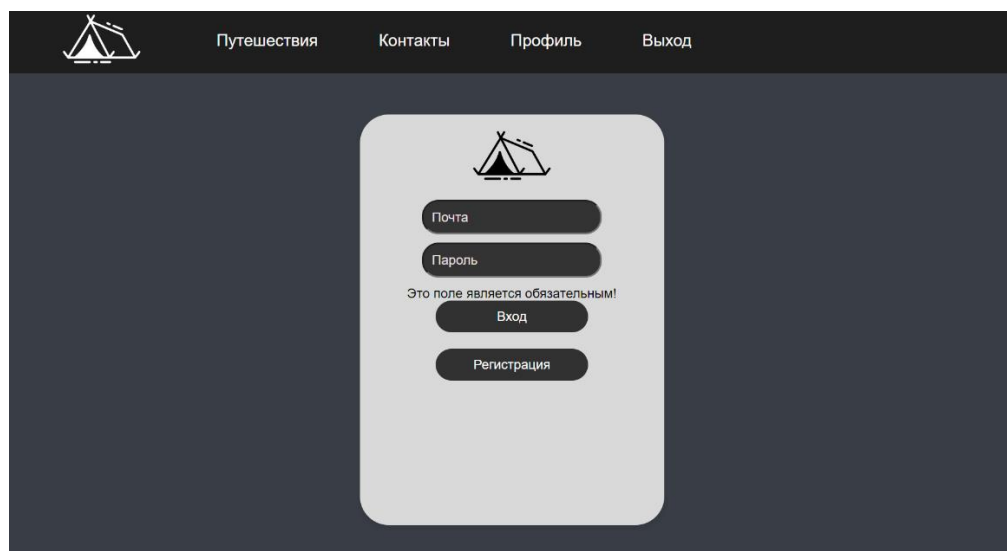 Путешествия Контакты Профиль Выход
Почта
Пароль
Это поле является обязательным!
Вход
Регистрация